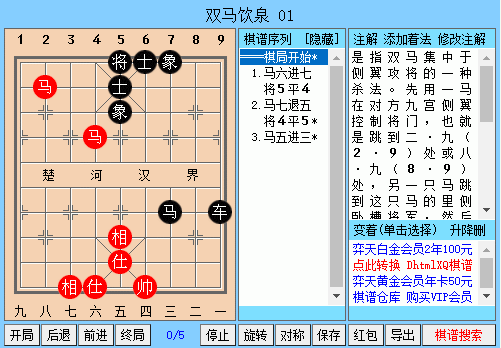 双马饮泉 01
1 2 3 4 5 6 7 8 9
将 士 象
马 士
象
马
楚 河 汉 界
马 车
相
仕
相 仕 帅
九 八 七 六 五 四 三 二 一
棋谱序列 [隐藏]
===棋局开始*
1.马六进七
将5平4
2.马七退五
将4平5*
3.马五进三*
注解 添加着法 修改注解
是指双马集中于
侧翼攻将的一种
杀法。先用一马
在对方九宫侧翼
控制将门，也就
是跳到二·九（
2·9）处或八
·九（8·9）
处，另一只马跳
到这只马的里侧
卧槽将军，然后
变着(单击选择) 升降删
弈天白金会员2年100元
点此转换 DhtmlXQ棋谱
弈天黄金会员年卡50元
棋谱仓库 购买VIP会员
开局 后退 前进 终局 0/5 停止 旋转 对称 保存 红包 导出 棋谱搜索